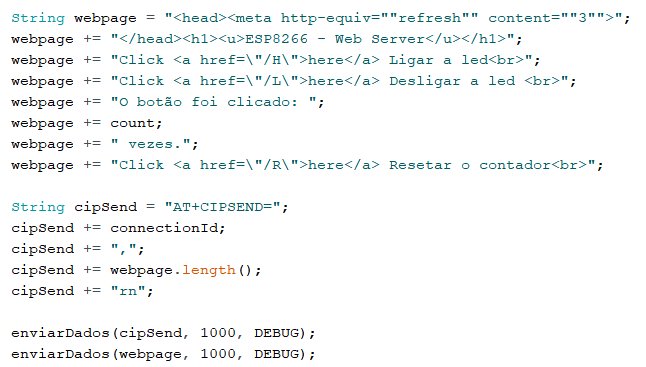 String webpage = "<head><meta http-equiv=""refresh"" content=""3"">";
webpage += "</head><h1><u>ESP8266 - Web Server</u></h1>";
webpage += "Click <a href=\"/H\">here</a> Ligar a led<br>";
webpage += "Click <a href=\"/L\">here</a> Desligar a led <br>";
webpage += "O botão foi clicado: ";
webpage += count;
webpage += " vezes.";
webpage += "Click <a href=\"/R\">here</a> Resetar o contador<br>";
String cipSend = "AT+CIPSEND=";
cipSend += connectionId;
cipSend += ",";
cipSend += webpage.length();
cipSend += "rn";
enviarDados(cipSend, 1000, DEBUG);
enviarDados(webpage, 1000, DEBUG);